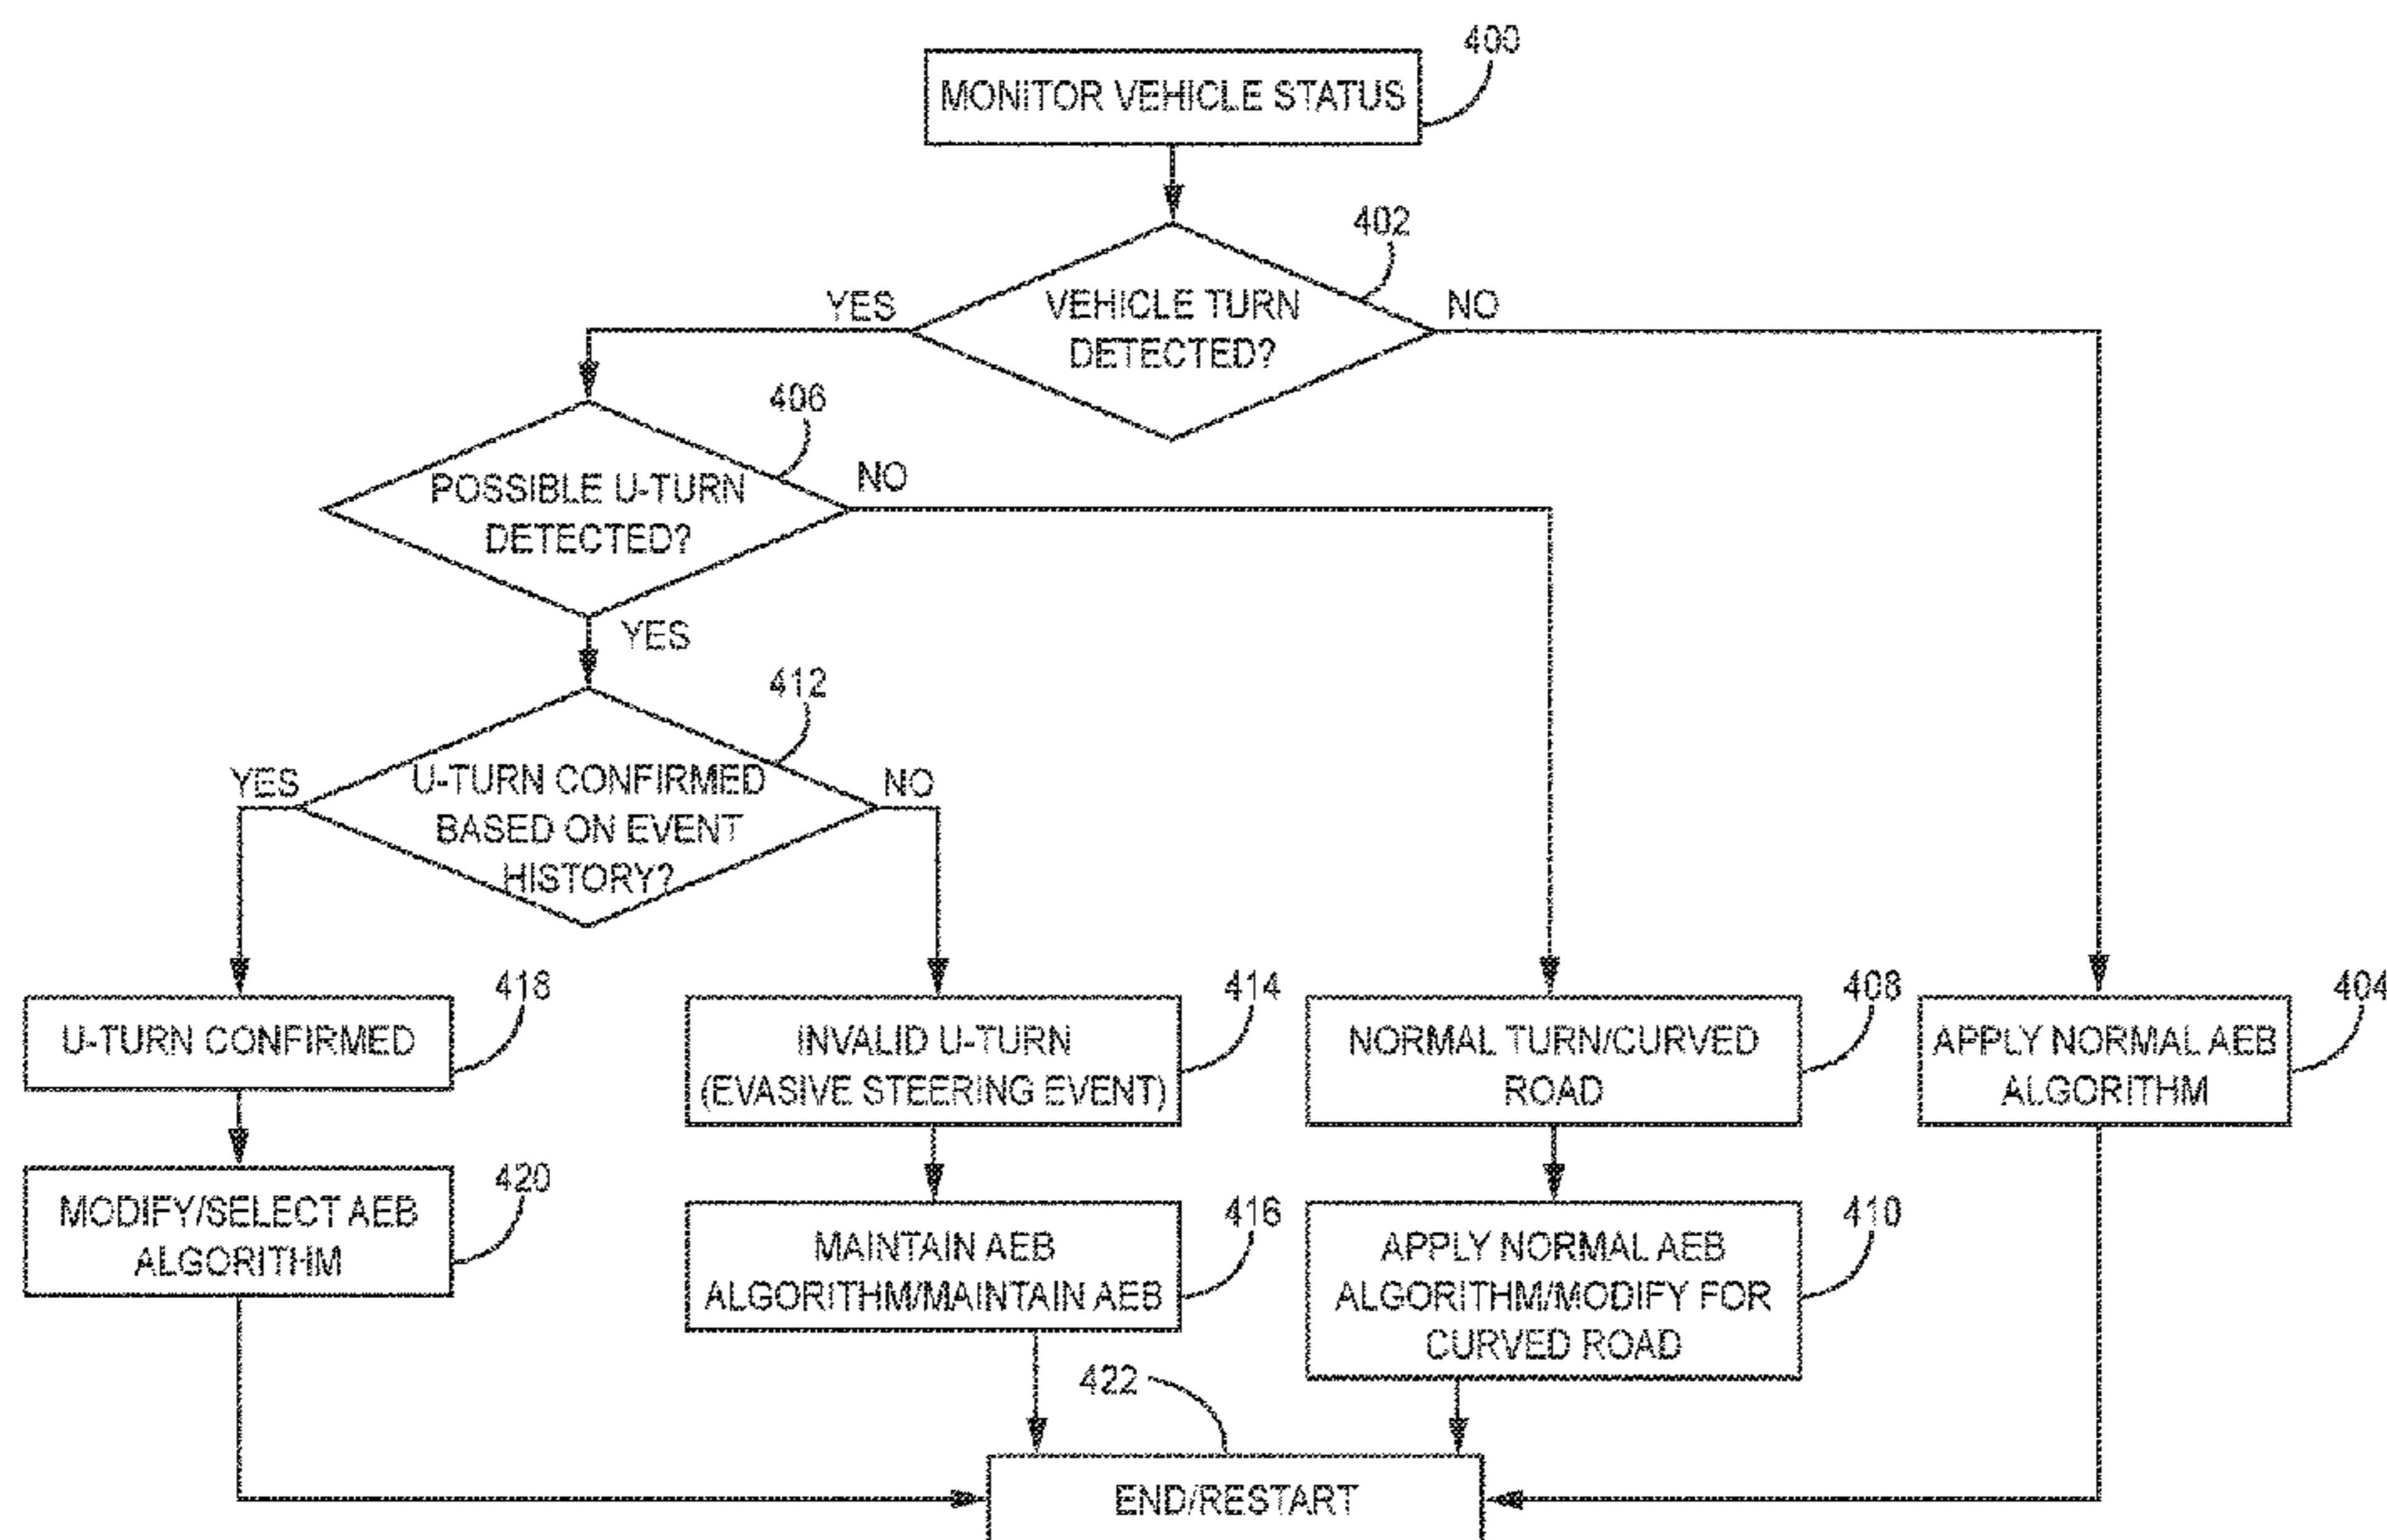 400
MONITOR VEHICLE STATUS
402
YES
VEHICLE TURN
DETECTED?
NO
406
POSSIBLE U-TURN
DETECTED?
NO
YES
412
YES
U-TURN CONFIRMED
BASED ON EVENT
HISTORY?
NO
418
U-TURN CONFIRMED
414
INVALID U-TURN
(EVASIVE STEERING EVENT)
408
NORMAL TURN/CURVED
ROAD
404
APPLY NORMAL AEB
ALGORITHM
420
MODIFY/SELECT AEB
ALGORITHM
416
MAINTAIN AEB
ALGORITHM/MAINTAIN AEB
410
APPLY NORMAL AEB
ALGORITHM/MODIFY FOR
CURVED ROAD
422
END/RESTART